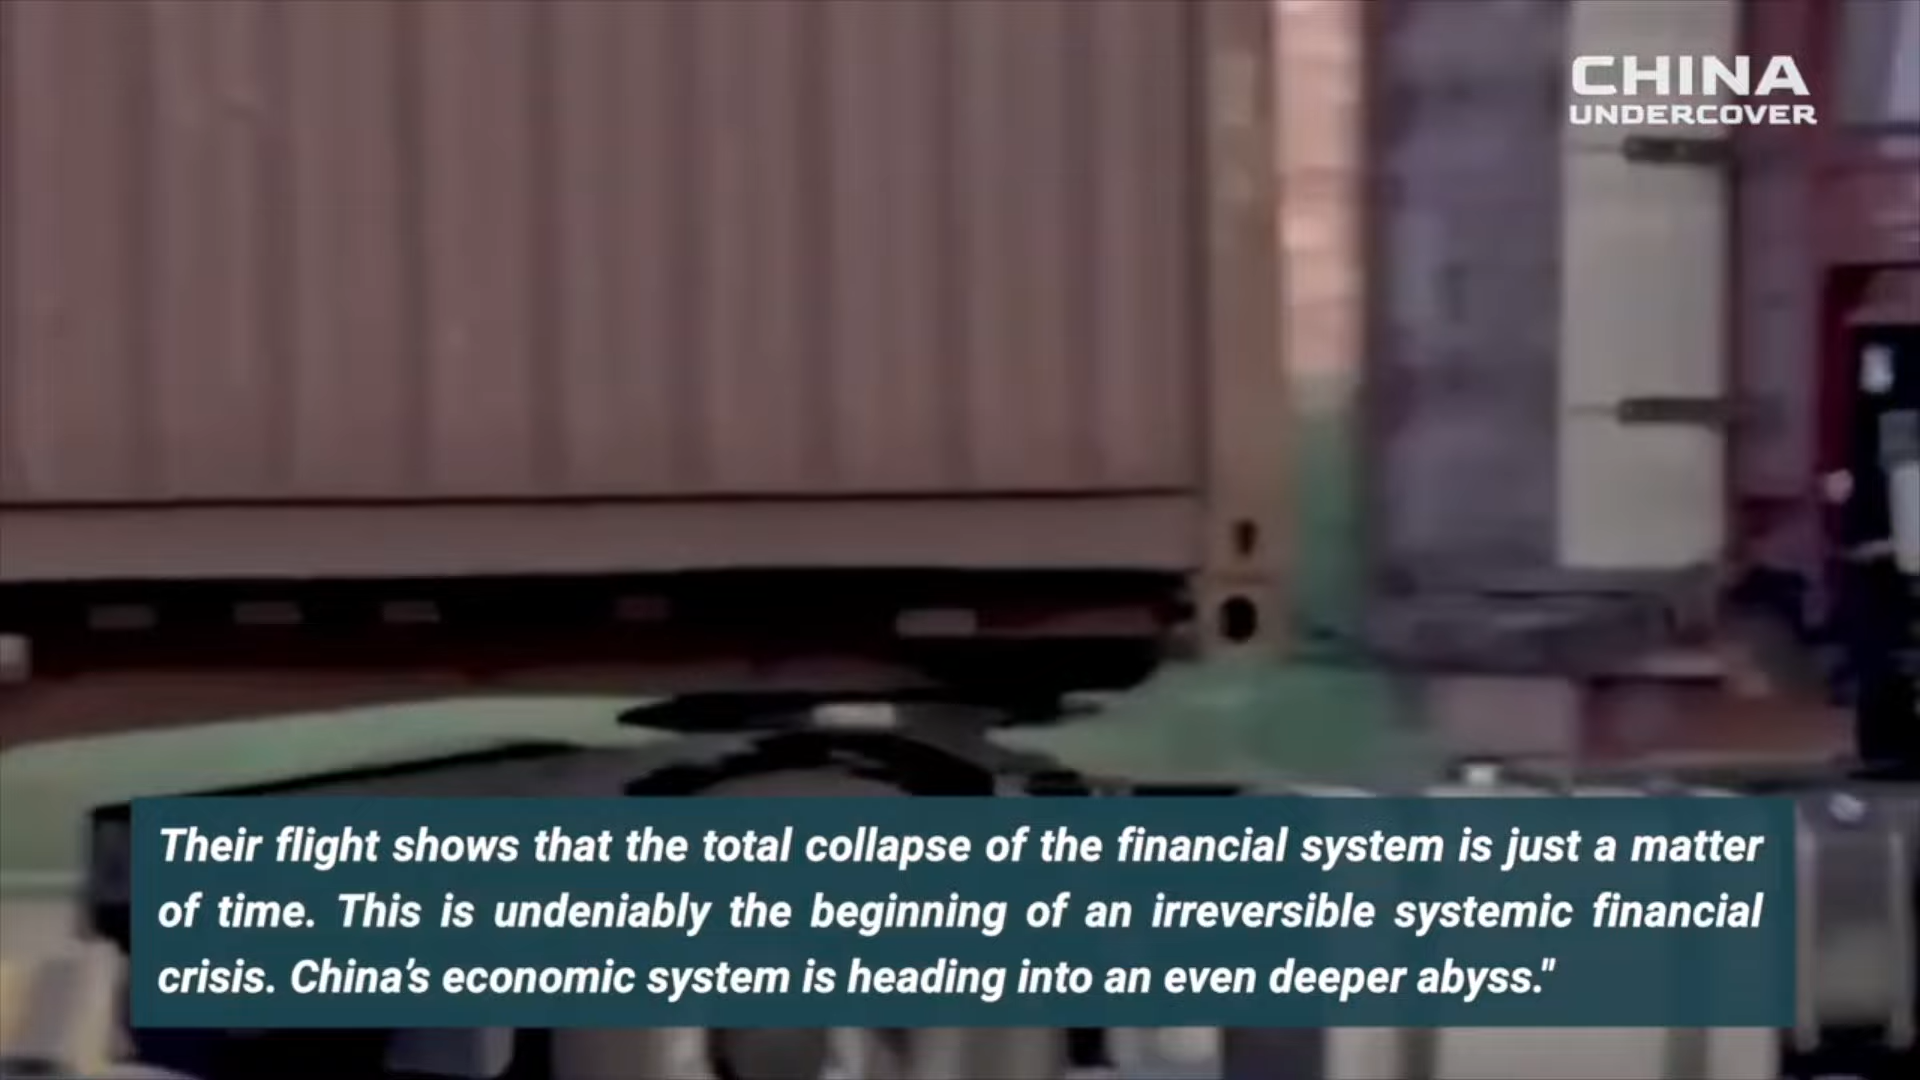 CHINA
UNDERCOVER
Their flight shows that the total collapse of the financial system is just a matter
of time. This is undeniably the beginning of an irreversible systemic financial
crisis. China's economic system is heading into an even deeper abyss."